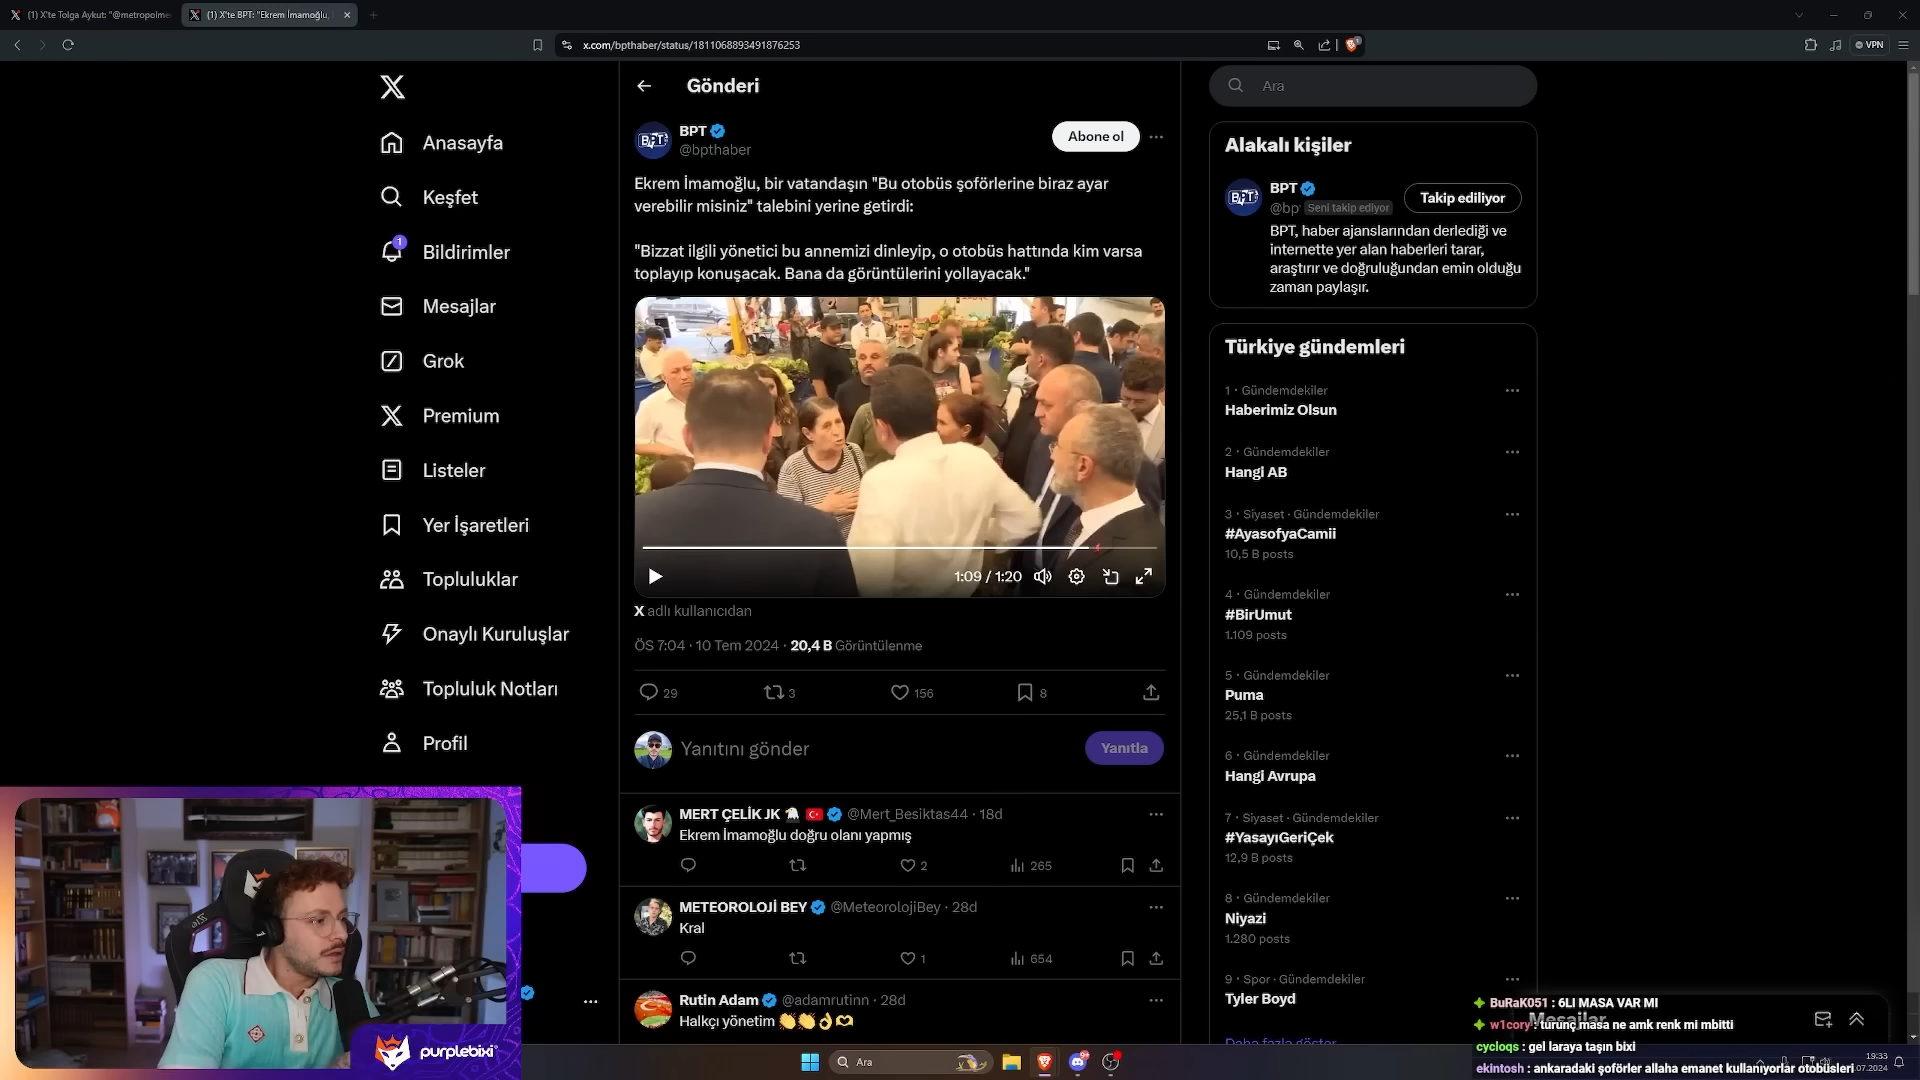 (1) X'te Tolga Aykut: "@metropolme
(1) X'te BPT: "Ekrem İmamoğlu,
x.com/bpthaber/status/1811068893491876253
VPN
Anasayfa
Keşfet
1
Bildirimler
Mesajlar
Grok
Premium
Listeler
Yer İşaretleri
Topluluklar
Onaylı Kuruluşlar
Topluluk Notları
Profil
Gönderi
BPT
@bpthaber
Abone ol
Ekrem İmamoğlu, bir vatandaşın "Bu otobüs şoförlerine biraz ayar
verebilir misiniz" talebini yerine getirdi:
"Bizzat ilgili yönetici bu annemizi dinleyip, o otobüs hattında kim varsa
toplayıp konuşacak. Bana da görüntülerini yollayacak."
1:09 / 1:20
X adlı kullanıcıdan
ÖS 7:04 · 10 Tem 2024 · 20,4 B Görüntülenme
29
3
156
8
Yanıtını gönder
Yanıtla
MERT ÇELİK JK 🦅 🇹🇷 @Mert_Besiktas44 · 18d
Ekrem İmamoğlu doğru olanı yapmış
2
265
METEOROLOJİ BEY @MeteorolojiBey · 28d
Kral
1
654
Rutin Adam @adamrutinn · 28d
Halkçı yönetim 👏👏👌🫶
Ara
Alakalı kişiler
BPT
@bp
Seni takip ediyor
Takip ediliyor
BPT, haber ajanslarından derlediği ve
internette yer alan haberleri tarar,
araştırır ve doğruluğundan emin olduğu
zaman paylaşır.
Türkiye gündemleri
1 · Gündemdekiler
Haberimiz Olsun
2 · Gündemdekiler
Hangi AB
3 · Siyaset · Gündemdekiler
#AyasofyaCamii
10,5 B posts
4 · Gündemdekiler
#BirUmut
1.109 posts
5 · Gündemdekiler
Puma
25,1 B posts
6 · Gündemdekiler
Hangi Avrupa
7 · Siyaset · Gündemdekiler
#YasayıGeriÇek
12,9 B posts
8 · Gündemdekiler
Niyazi
1.280 posts
9 · Spor · Gündemdekiler
Tyler Boyd
Daha fazla göster
Mesajlar
BuRaK051 : 6LI MASA VAR MI
w1cory : turunç masa ne amk renk mi mbitti
cycloqs : gel laraya taşın bixi
ekintosh : ankaradaki şoförler allaha emanet kullanıyorlar otobüsleri
purplebixi
Ara
19:33
.07.2024